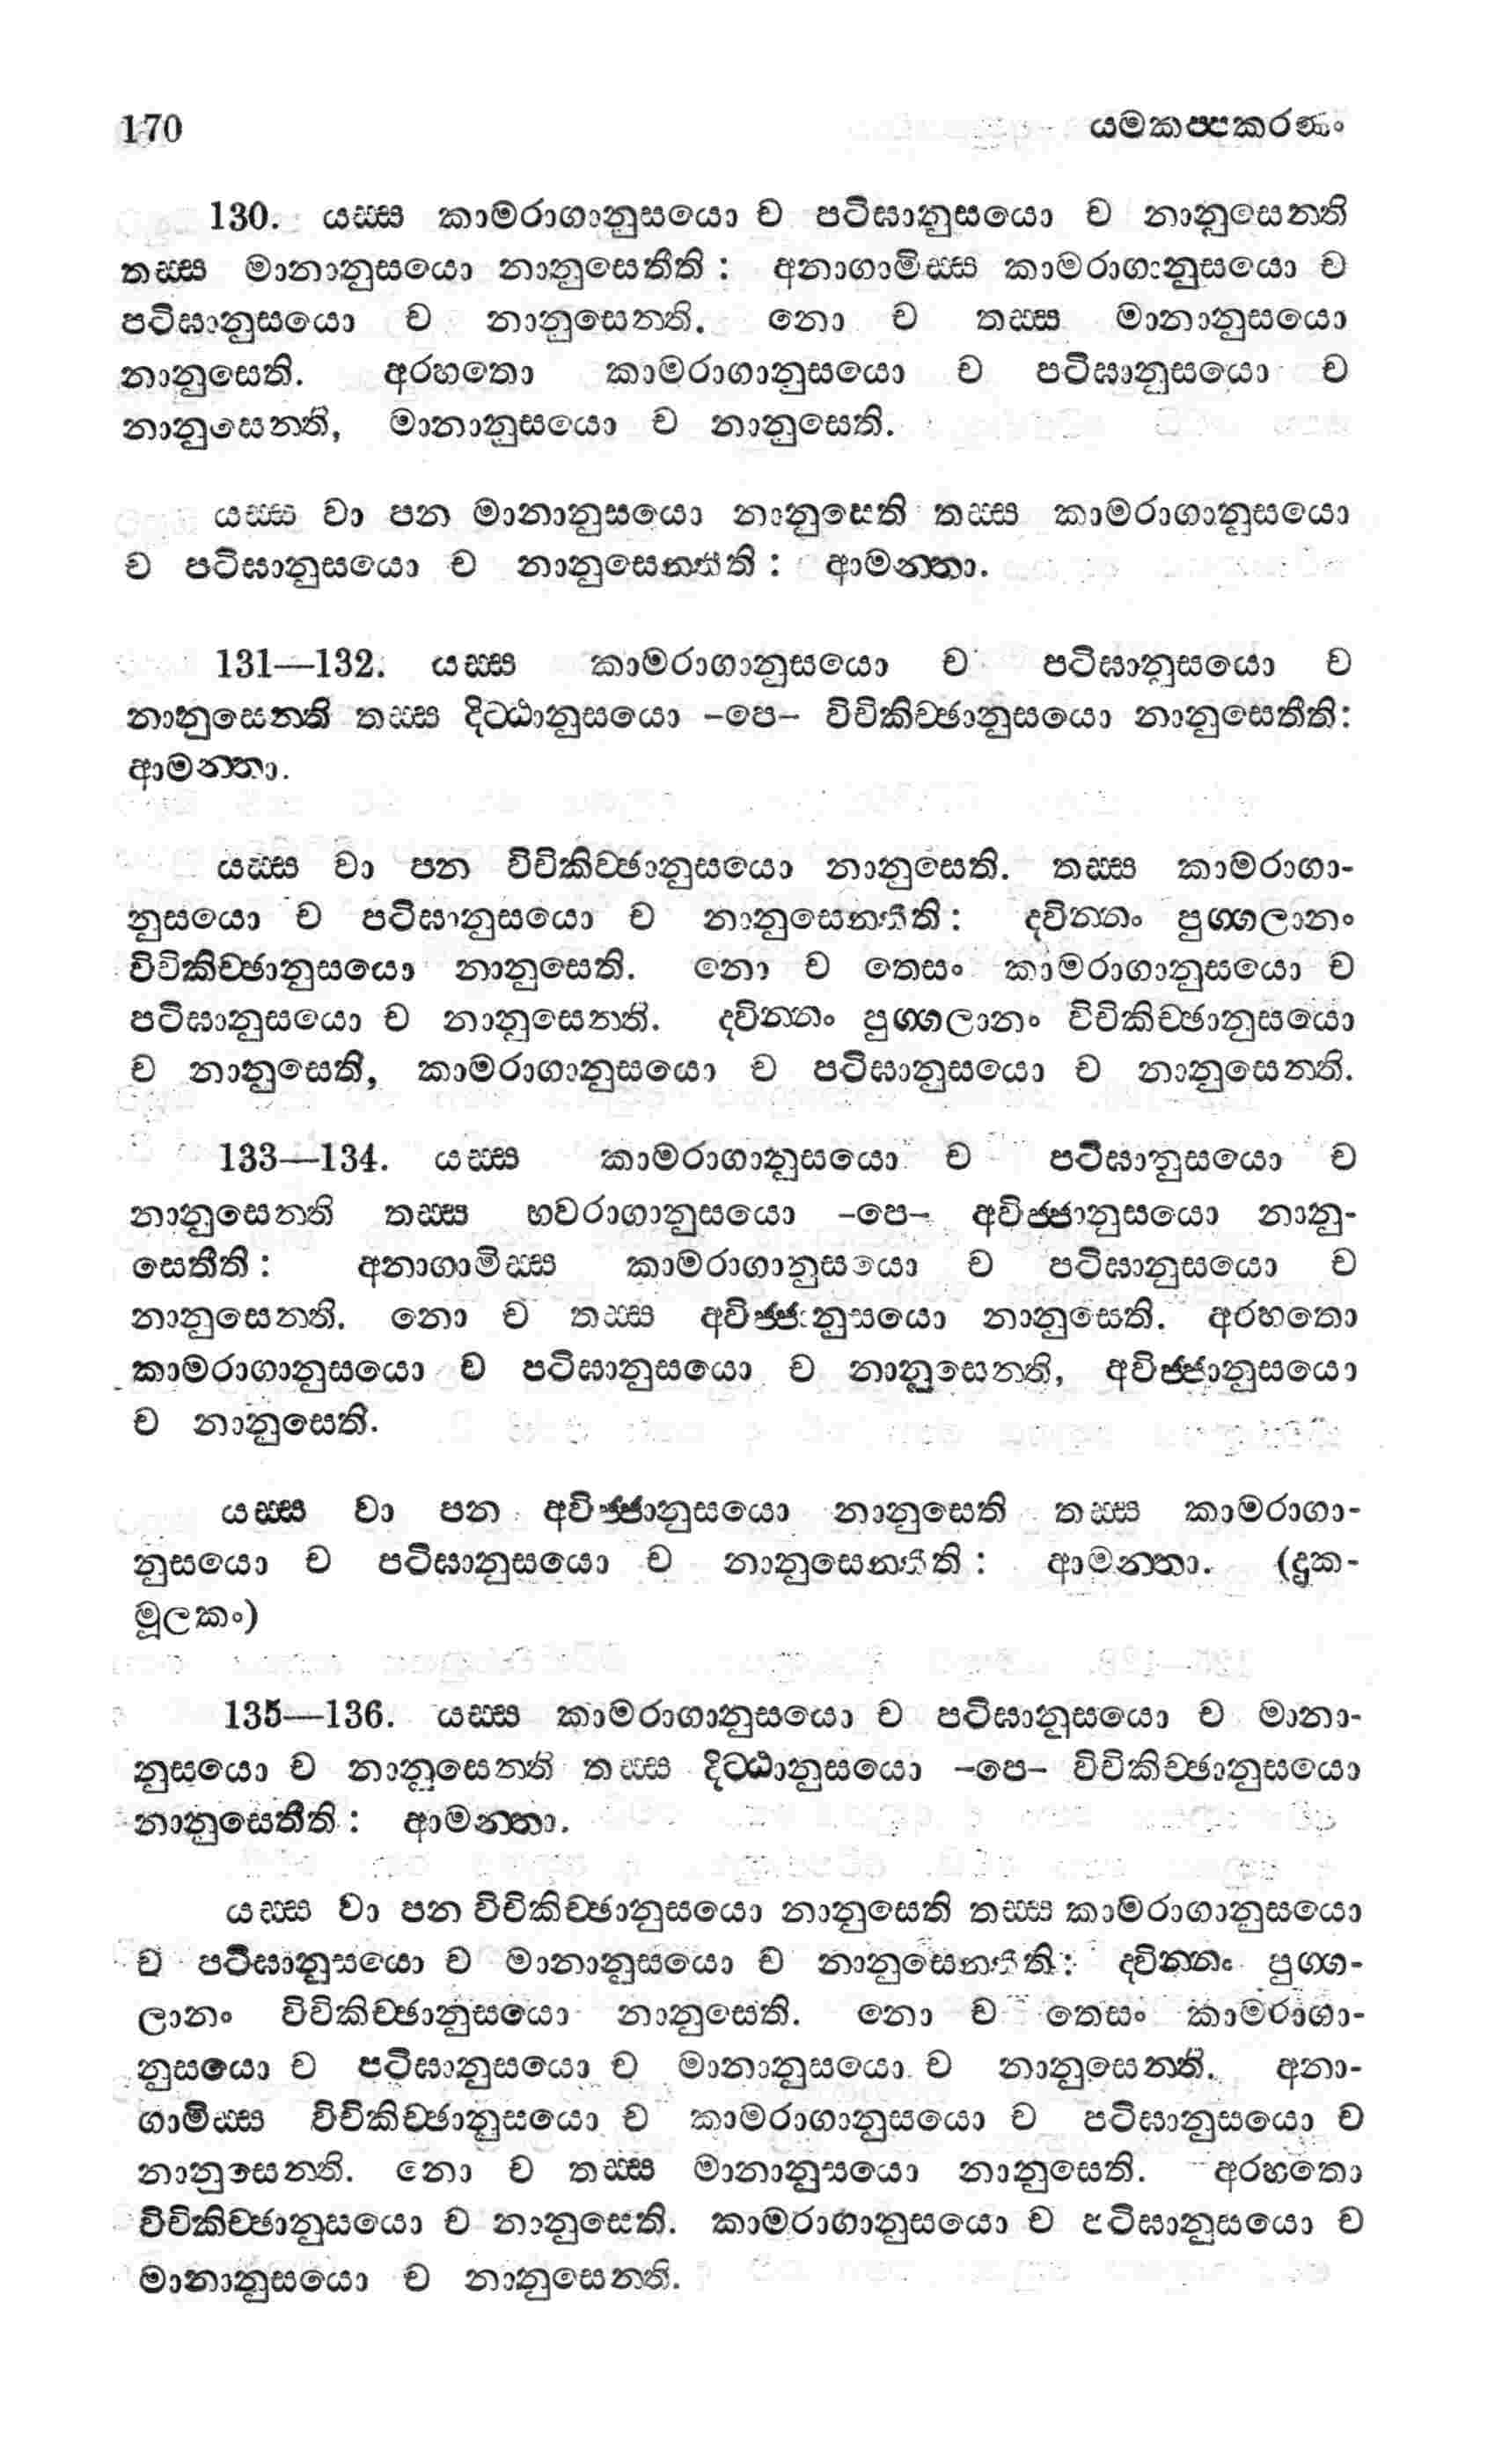 170 යමකප්පකරණං
130. යස්ස කාමරාගානුසයො ච පටිඝානුසයො ච නානුසෙන්ති
තස්ස මානානුසයො නානුසෙතීති : අනාගාමිස්ස කාමරාගානුසයො ච
පටිඝානුසයො ච නානුසෙන්ති. නො ච තස්ස මානානුසයො
නානුසෙති. අරහතො කාමරාගානුසයො ච පටිඝානුසයො ච
නානුසෙන්ති, මානානුසයො ච නානුසෙති.
යස්ස වා පන මානානුසයො නානුසෙති තස්ස කාමරාගානුසයො
ච පටිඝානුසයො ච නානුසෙන්තීති : ආමන්තා.
131—132. යස්ස කාමරාගානුසයො ච පටිඝානුසයො ච
නානුසෙන්ති තස්ස දිට්ඨානුසයො -පෙ- විචිකිච්ඡානුසයො නානුසෙතීති:
ආමන්තා.
යස්ස වා පන විචිකිච්ඡානුසයො නානුසෙති. තස්ස කාමරාගා-
නුසයො ච පටිඝානුසයො ච නානුසෙන්තීති : ද්වින්නං පුග්ගලානං
විචිකිච්ඡානුසයො නානුසෙති. නො ච තෙසං කාමරාගානුසයො ච
පටිඝානුසයො ච නානුසෙන්ති. ද්වින්නං පුග්ගලානං විචිකිච්ඡානුසයො
ච නානුසෙති, කාමරාගානුසයො ච පටිඝානුසයො ච නානුසෙන්ති.
133—134. යස්ස කාමරාගානුසයො ච පටිඝානුසයො ච
නානුසෙන්ති තස්ස භවරාගානුසයො -පෙ- අවිජ්ජානුසයො නානු-
සෙතීති : අනාගාමිස්ස කාමරාගානුසයො ච පටිඝානුසයො ච
නානුසෙන්ති. නො ච තස්ස අවිජ්ජානුසයො නානුසෙති. අරහතො
කාමරාගානුසයො ච පටිඝානුසයො ච නානුසෙන්ති, අවිජ්ජානුසයො
ච නානුසෙති.
යස්ස වා පන අවිජ්ජානුසයො නානුසෙති තස්ස කාමරාගා-
නුසයො ච පටිඝානුසයො ච නානුසෙන්තීති : ආමන්තා. (දුක-
මූලකං)
135—136. යස්ස කාමරාගානුසයො ච පටිඝානුසයො ච මානා-
නුසයො ච නානුසෙන්ති තස්ස දිට්ඨානුසයො -පෙ- විචිකිච්ඡානුසයො
නානුසෙතීති : ආමන්තා.
යස්ස වා පන විචිකිච්ඡානුසයො නානුසෙති තස්ස කාමරාගානුසයො
ච පටිඝානුසයො ච මානානුසයො ච නානුසෙන්තීති : ද්වින්නං පුග්ග-
ලානං විචිකිච්ඡානුසයො නානුසෙති. නො ච තෙසං කාමරාගා-
නුසයො ච පටිඝානුසයො ච මානානුසයො ච නානුසෙන්ති. අනා-
ගාමිස්ස විචිකිච්ඡානුසයො ච කාමරාගානුසයො ච පටිඝානුසයො ච
නානුසෙන්ති. නො ච තස්ස මානානුසයො නානුසෙති. අරහතො
විචිකිච්ඡානුසයො ච නානුසෙති. කාමරාගානුසයො ච පටිඝානුසයො ච
මානානුසයො ච නානුසෙන්ති.